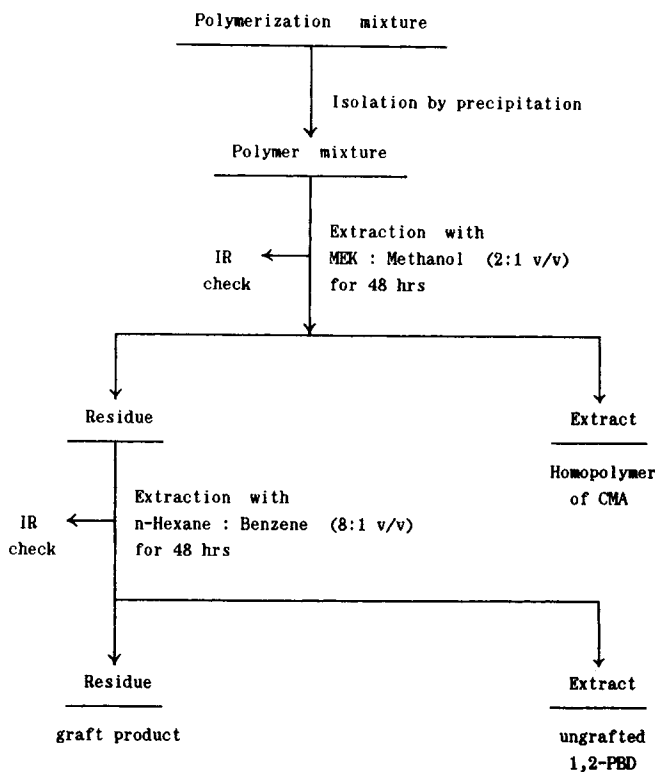 Polymerization mixture
Isolation by precipitation
Polymer mixture
Extraction with
MEK : Methanol (2:1 v/v)
for 48 hrs
IR
check
Residue
Extract
Homopolymer
of CMA
Extraction with
n-Hexane : Benzene (8:1 v/v)
for 48 hrs
IR
check
Residue
graft product
Extract
ungrafted
1,2-PBD